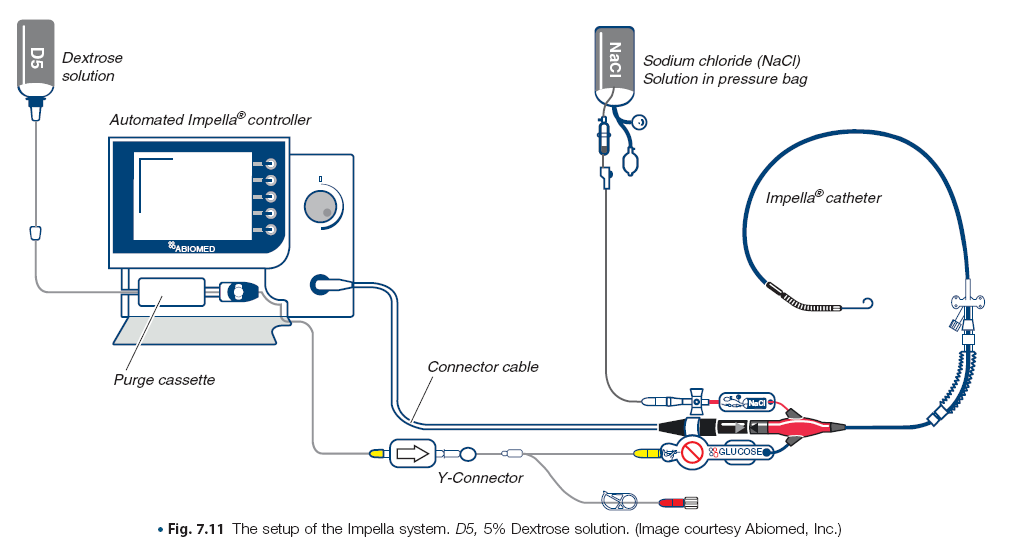 D5
Dextrose
solution
Automated Impella® controller
ABIOMED
Purge cassette
NaCl
Sodium chloride (NaCl)
Solution in pressure bag
Impella® catheter
Connector cable
NaCl
GLUCOSE
Y-Connector
• Fig. 7.11 The setup of the Impella system. D5, 5% Dextrose solution. (Image courtesy Abiomed, Inc.)